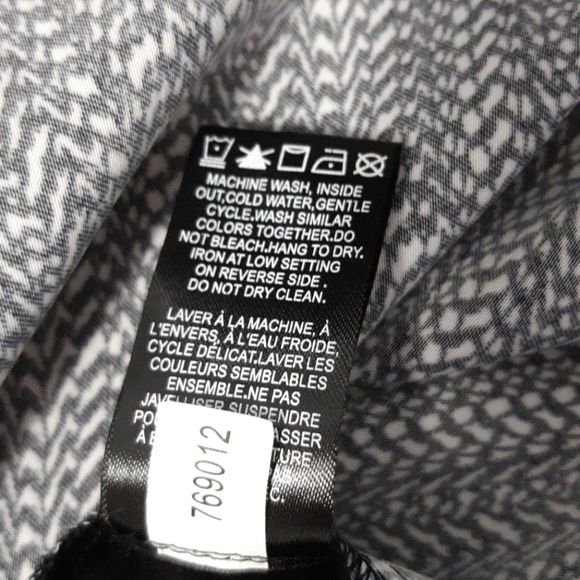 MACHINE WASH, INSIDE
OUT,COLD WATER,GENTLE
CYCLE.WASH SIMILAR
COLORS TOGETHER.DO
NOT BLEACH.HANG TO DRY.
IRON AT LOW SETTING
ON REVERSE SIDE .
DO NOT DRY CLEAN.
LAVER À LA MACHINE, À
L'ENVERS, À L'EAU FROIDE,
CYCLE DÉLICAT.LAVER LES
COULEURS SEMBLABLES
ENSEMBLE.NE PAS
JAVELLISER SUSPENDRE
769012